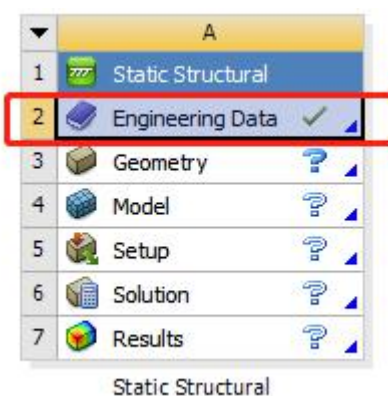 A
1 Static Structural
2 Engineering Data
3 Geometry ?
4 Model ?
5 Setup ?
6 Solution ?
7 Results ?
Static Structural